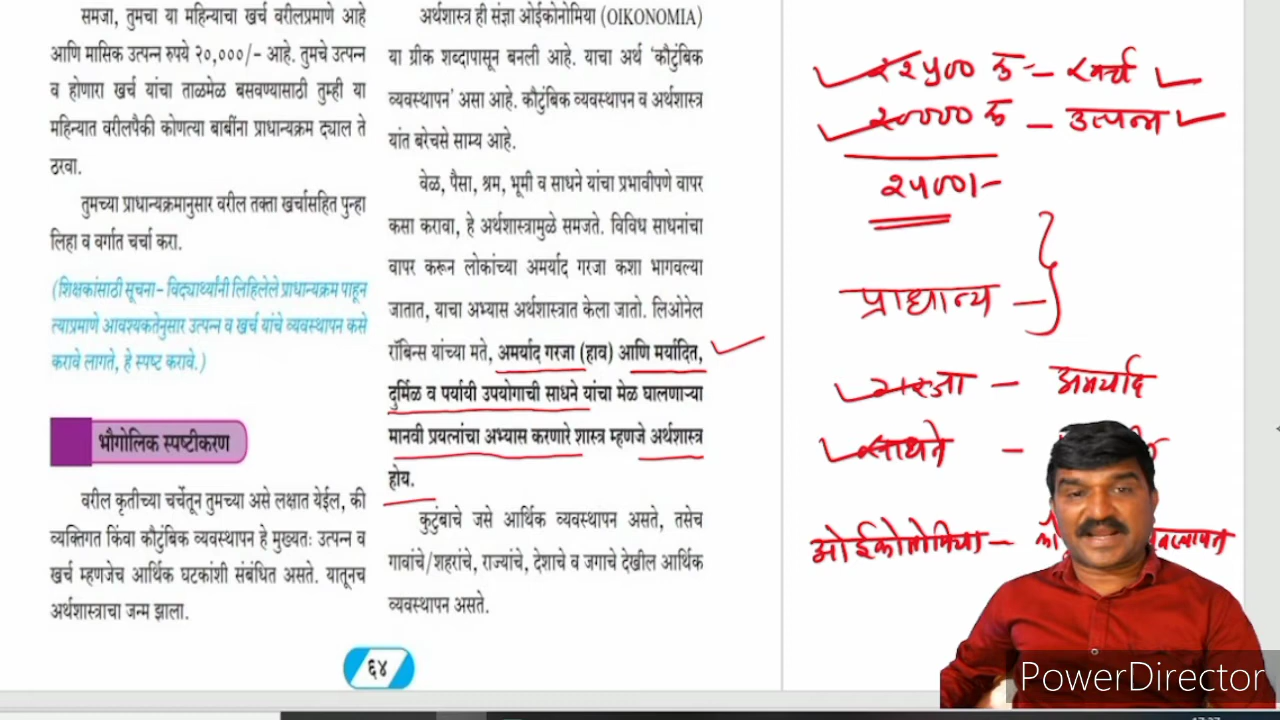 समजा, तुमचा या महिन्याचा खर्च वरीलप्रमाणे आहे
आणि मासिक उत्पन्न रुपये २०,०००/- आहे. तुमचे उत्पन्न
व होणारा खर्च यांचा ताळमेळ बसवण्यासाठी तुम्ही या
महिन्यात वरीलपैकी कोणत्या बाबींना प्राधान्यक्रम द्याल ते
ठरवा.
तुमच्या प्राधान्यक्रमानुसार वरील तक्ता खर्चासहित पुन्हा
लिहा व वर्गात चर्चा करा.
(शिक्षकांसाठी सूचना- विद्यार्थ्यांनी लिहिलेले प्राधान्यक्रम पाहून
त्याप्रमाणे आवश्यकतेनुसार उत्पन्न व खर्च यांचे व्यवस्थापन कसे
करावे लागते, हे स्पष्ट करावे.)
भौगोलिक स्पष्टीकरण
वरील कृतीच्या चर्चेतून तुमच्या असे लक्षात येईल, की
व्यक्तिगत किंवा कौटुंबिक व्यवस्थापन हे मुख्यतः उत्पन्न व
खर्च म्हणजेच आर्थिक घटकांशी संबंधित असते. यातूनच
अर्थशास्त्राचा जन्म झाला.
अर्थशास्त्र ही संज्ञा ओईकोनोमिया (OIKONOMIA)
या ग्रीक शब्दापासून बनली आहे. याचा अर्थ 'कौटुंबिक
व्यवस्थापन' असा आहे. कौटुंबिक व्यवस्थापन व अर्थशास्त्र
यांत बरेचसे साम्य आहे.
वेळ, पैसा, श्रम, भूमी व साधने यांचा प्रभावीपणे वापर
कसा करावा, हे अर्थशास्त्रामुळे समजते. विविध साधनांचा
वापर करून लोकांच्या अमर्याद गरजा कशा भागवल्या
जातात, याचा अभ्यास अर्थशास्त्रात केला जातो. लिओनेल
रॉबिन्स यांच्या मते, अमर्याद गरजा (हाव) आणि मर्यादित,
दुर्मिळ व पर्यायी उपयोगाची साधने यांचा मेळ घालणाऱ्या
मानवी प्रयत्नांचा अभ्यास करणारे शास्त्र म्हणजे अर्थशास्त्र
होय.
कुटुंबाचे जसे आर्थिक व्यवस्थापन असते, तसेच
गावांचे/शहरांचे, राज्यांचे, देशाचे व जगाचे देखील आर्थिक
व्यवस्थापन असते.
६४
२२५०० रु - खर्च
२०००० रु - उत्पन्न
२५००/-
प्राधान्य -
गरजा - अमर्याद
साधने -
ओईकोनोमिया -
PowerDirector